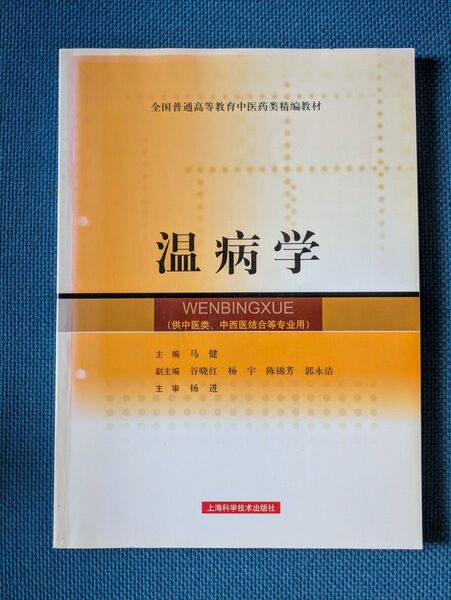 全国普通高等教育中医药类精编教材
温病学
WENBINGXUE
（供中医类、中西医结合等专业用）
主 编 马 健
副主编 谷晓红 杨 宇 陈锦芳 郭永洁
主 审 杨 进
上海科学技术出版社